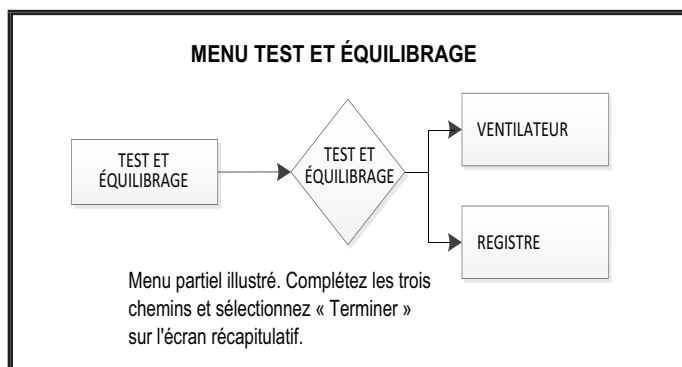 MENU TEST ET ÉQUILIBRAGE
TEST ET
ÉQUILIBRAGE
TEST ET
ÉQUILIBRAGE
VENTILATEUR
REGISTRE
Menu partiel illustré. Complétez les trois
chemins et sélectionnez « Terminer »
sur l'écran récapitulatif.